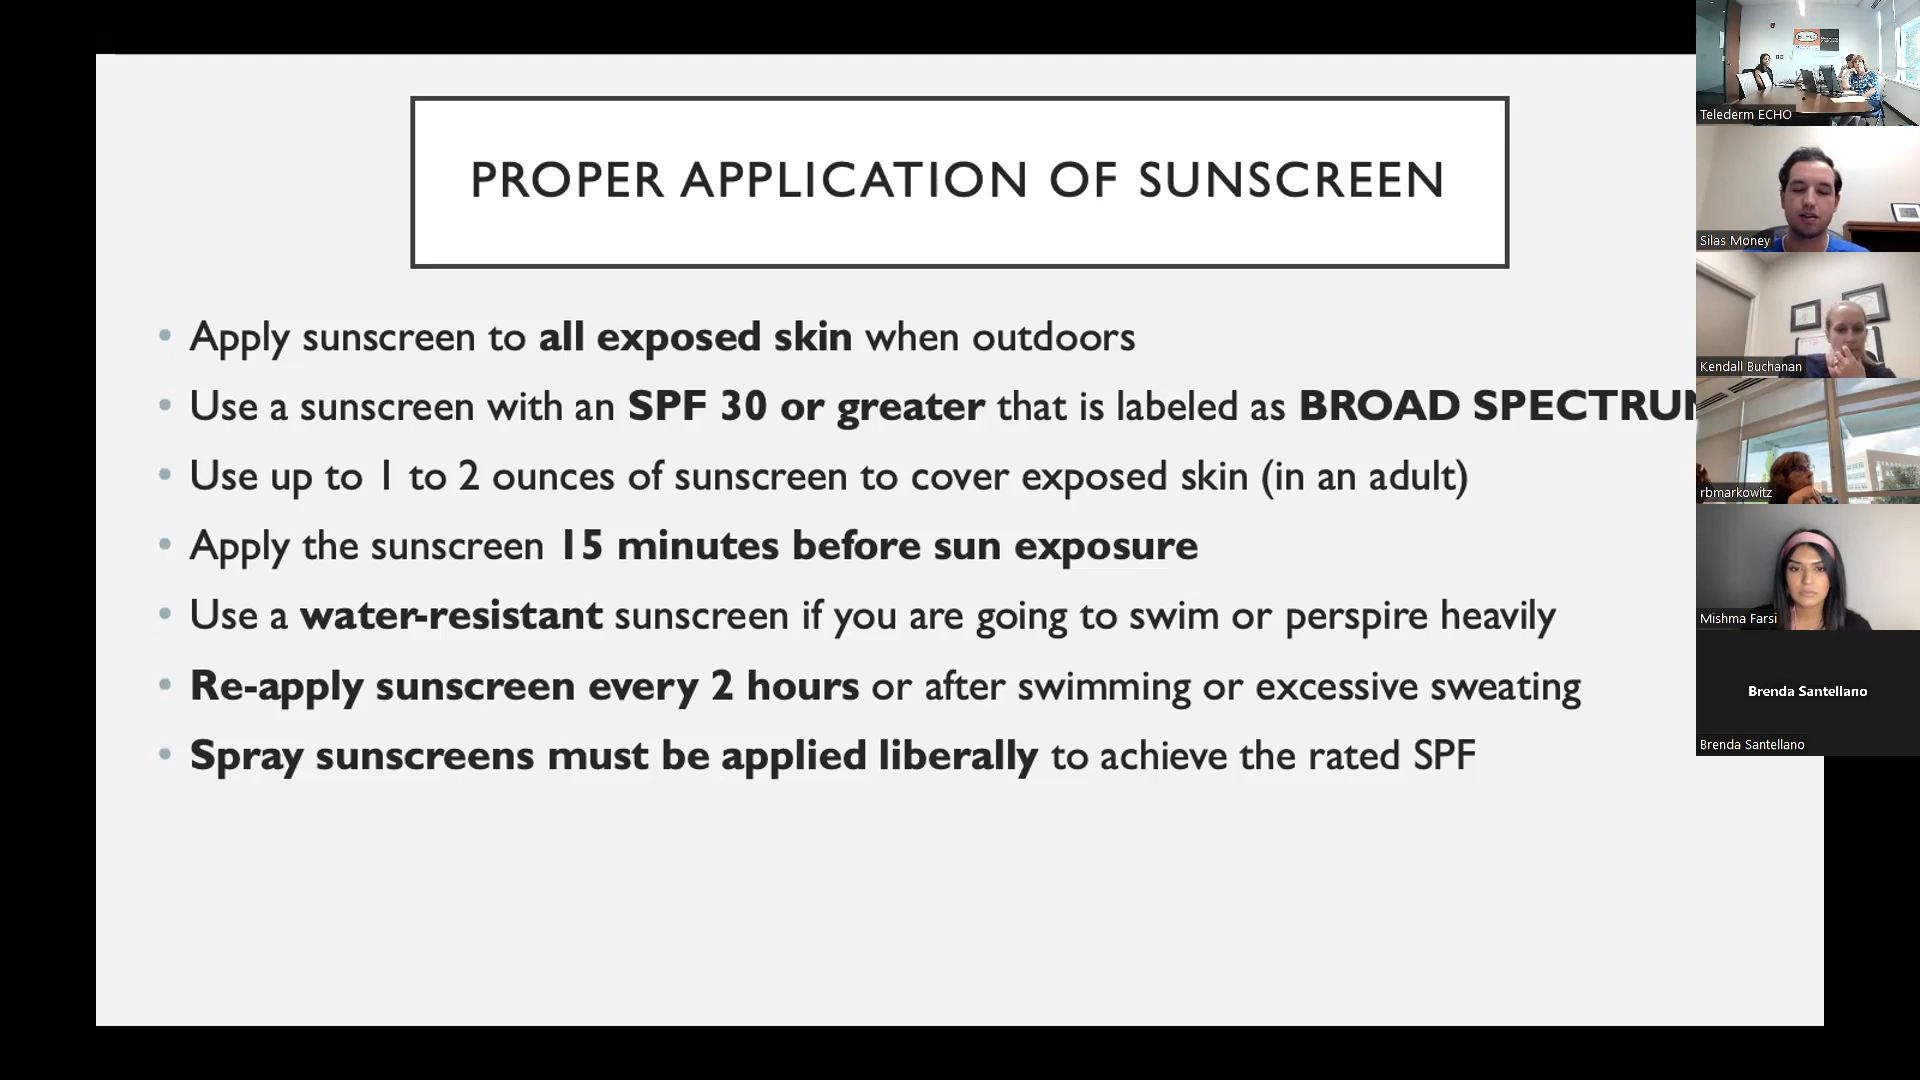 PROPER APPLICATION OF SUNSCREEN
• Apply sunscreen to all exposed skin when outdoors
• Use a sunscreen with an SPF 30 or greater that is labeled as BROAD
• Use up to 1 to 2 ounces of sunscreen to cover exposed skin (in an adult)
• Apply the sunscreen 15 minutes before sun exposure
• Use a water-resistant sunscreen if you are going to swim or perspire heavily
• Re-apply sunscreen every 2 hours or after swimming or excessive sweating
• Spray sunscreens must be applied liberally to achieve the rated SPF
Telederm ECHO
Silas Money
Kendall Buchanan
rbmarkowitz
Mishma Farsi
Brenda Santellano
Brenda Santellano